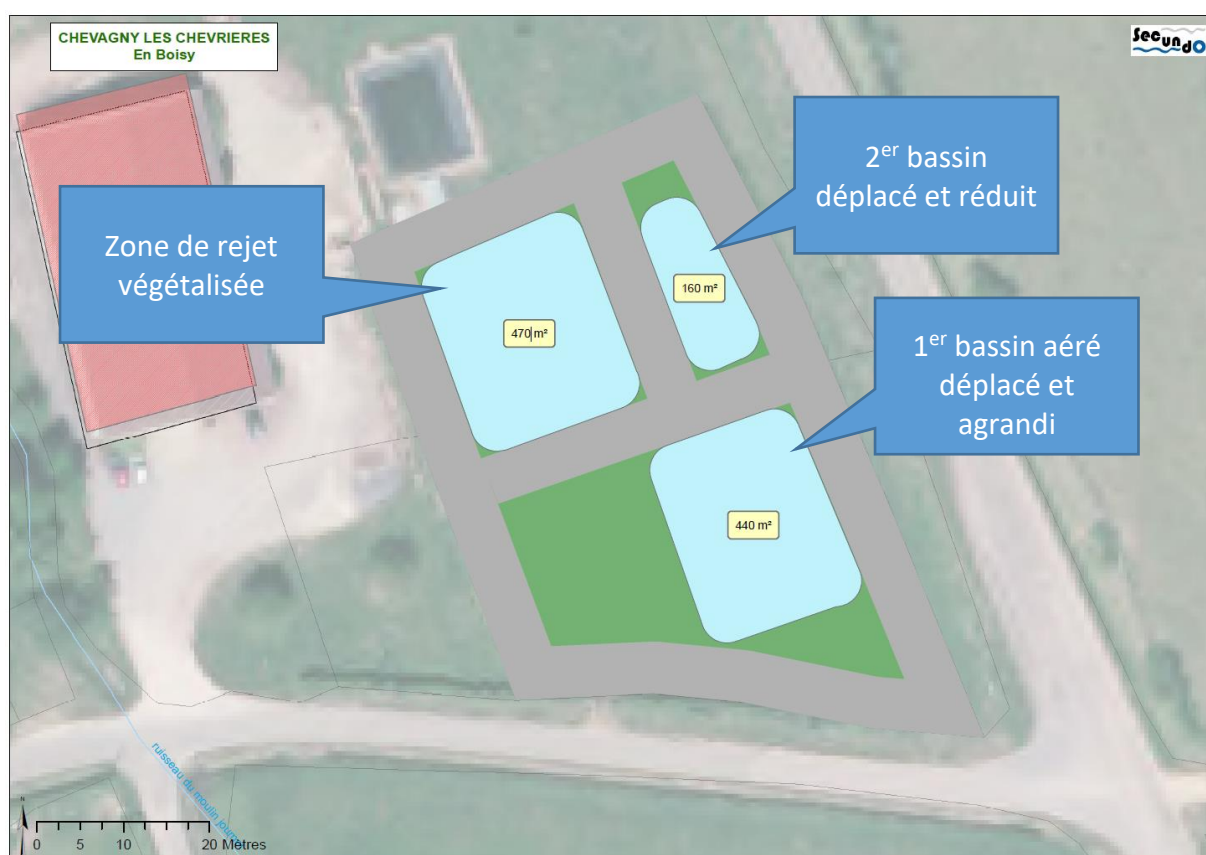 CHEVAGNY LES CHEVRIERES
En Boisy
SecundO
2er bassin
déplacé et réduit
Zone de rejet
végétalisée
160 m²
470 m²
1er bassin aéré
déplacé et
agrandi
440 m²
ruisseau du moulin
N
0 5 10 20 Mètres